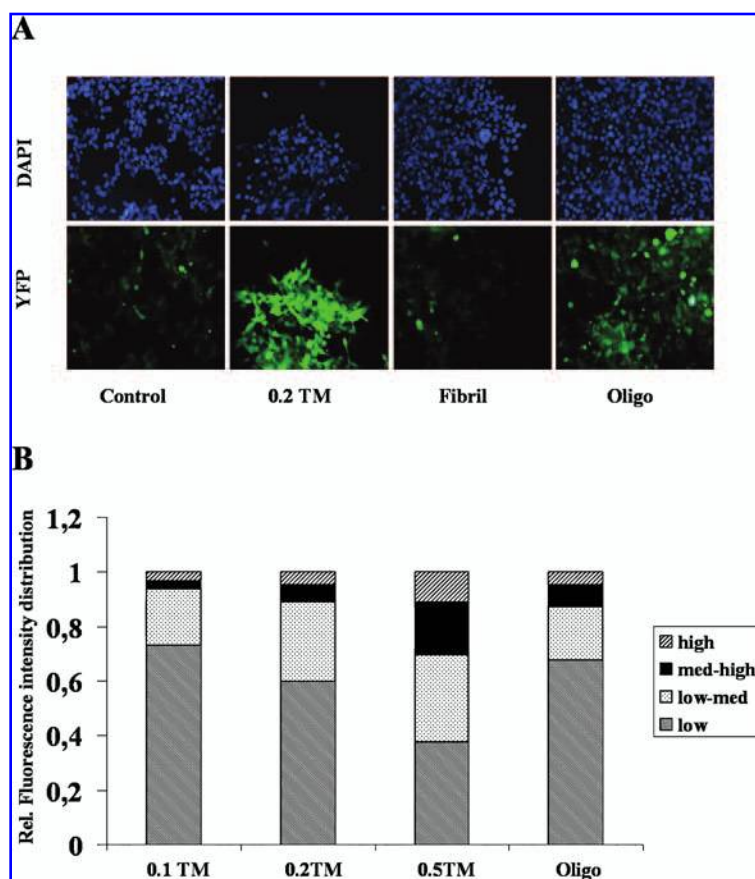 A
DAPI
YFP
Control 0.2 TM Fibril Oligo
B
Rel. Fluorescence intensity distribution
1,2
1
0,8
0,6
0,4
0,2
0
0.1 TM 0.2TM 0.5TM Oligo
high
med-high
low-med
low